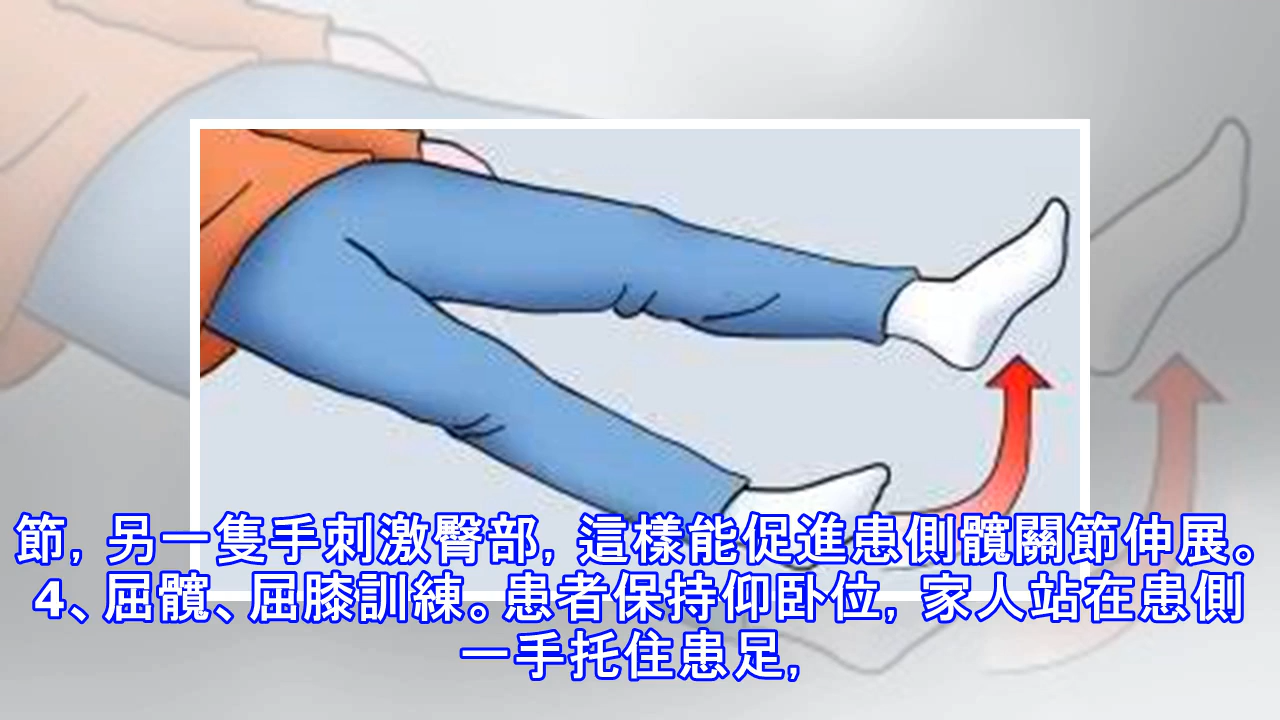 節，另一隻手刺激臀部，這樣能促進患側髖關節伸展。
4、屈髖、屈膝訓練。患者保持仰卧位，家人站在患側
一手托住患足，